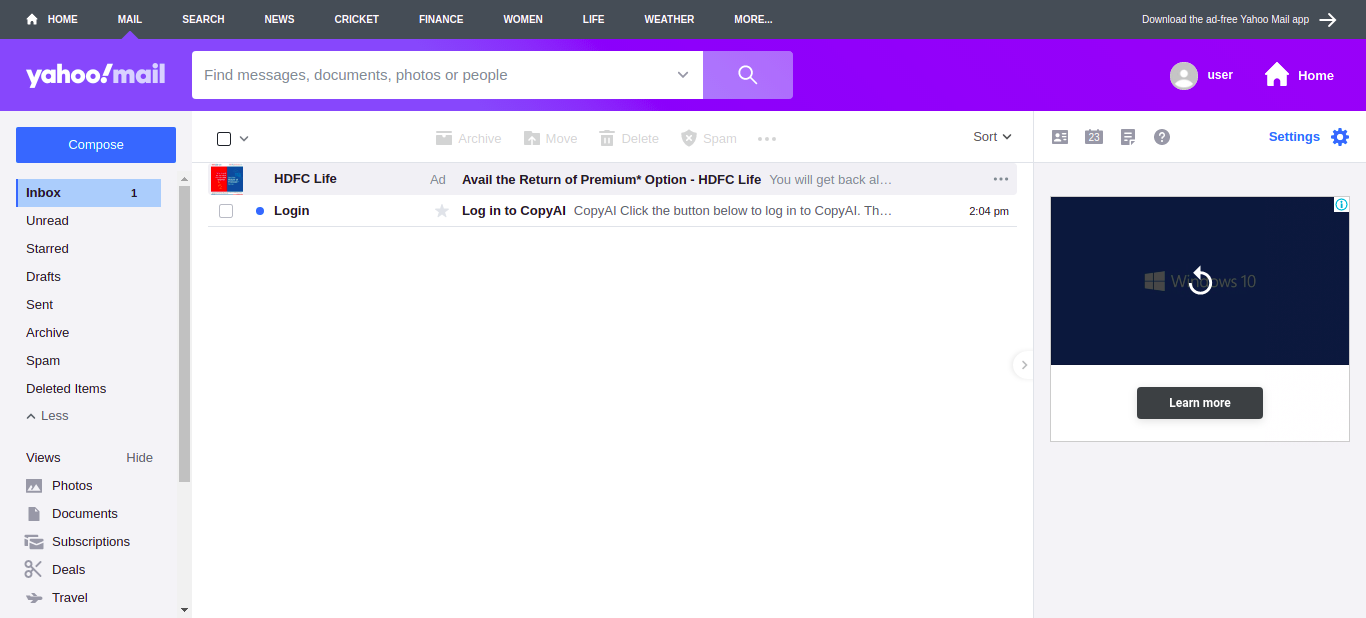 HOME MAIL SEARCH NEWS CRICKET FINANCE WOMEN LIFE WEATHER MORE... Download the ad-free Yahoo Mail app
yahoo!mail Find messages, documents, photos or people user Home
Compose
Archive Move Delete Spam Sort
23 Settings
Inbox 1
Unread
Starred
Drafts
Sent
Archive
Spam
Deleted Items
Less
Views Hide
Photos
Documents
Subscriptions
Deals
Travel
HDFC Life Ad Avail the Return of Premium* Option - HDFC Life You will get back al…
Login Log in to CopyAI CopyAI Click the button below to log in to CopyAI. Th… 2:04 pm
Windows 10
Learn more